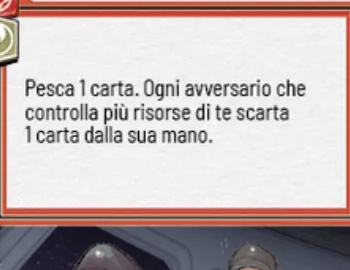 Pesca 1 carta. Ogni avversario che
controlla più risorse di te scarta
1 carta dalla sua mano.